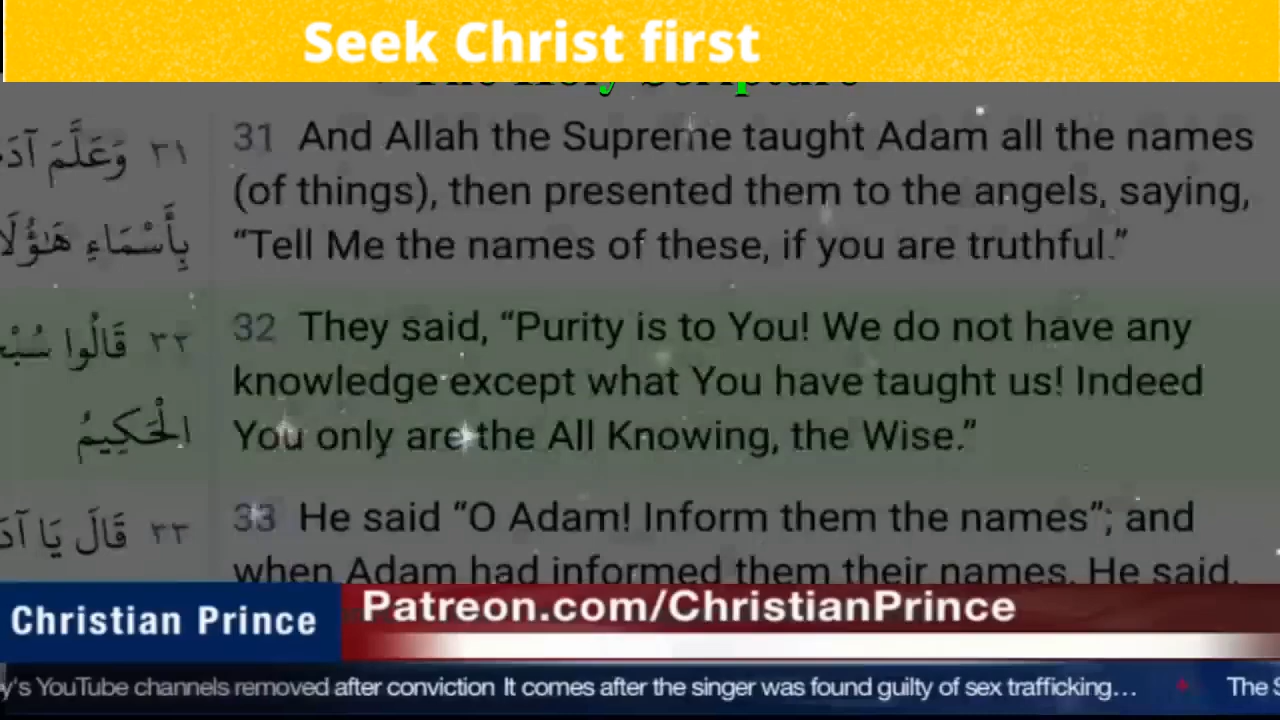 Seek Christ first
The Holy Scripture
٣١ وَعَلَّمَ
31 And Allah the Supreme taught Adam all the names
(of things), then presented them to the angels, saying,
بِأَسْمَاءِ
“Tell Me the names of these, if you are truthful.”
٣٢ قَالُوا
32 They said, “Purity is to You! We do not have any
knowledge except what You have taught us! Indeed
الْحَكِيمُ
You only are the All Knowing, the Wise.”
٣٣ قَالَ يَا
33 He said “O Adam! Inform them the names”; and
when Adam had informed them their names, He said,
Christian Prince
Patreon.com/ChristianPrince
y's YouTube channels removed after conviction It comes after the singer was found guilty of sex trafficking... The S